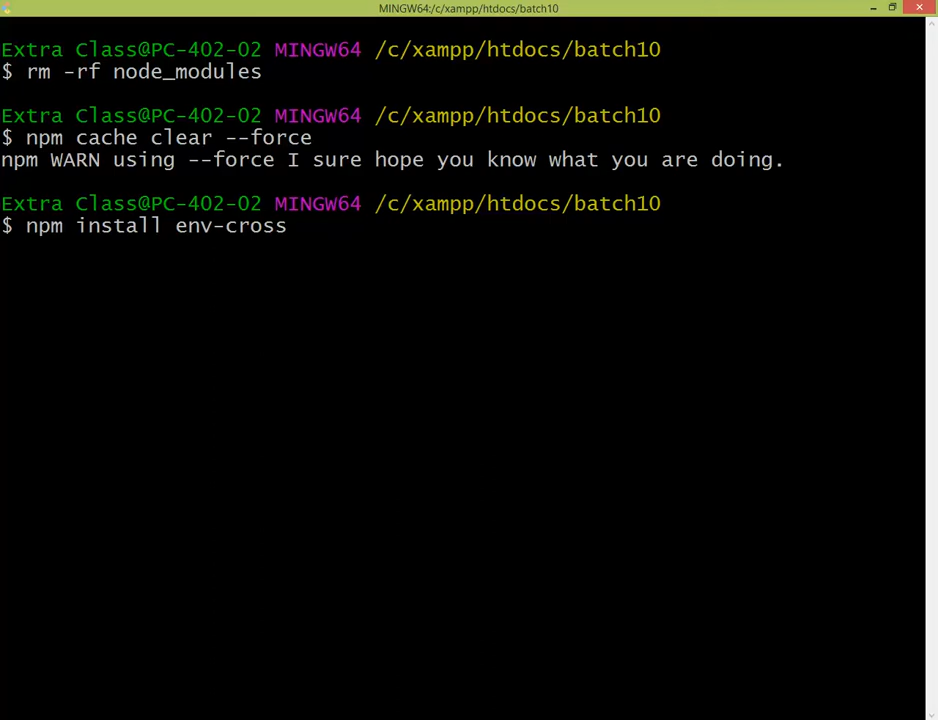 MINGW64:/c/xampp/htdocs/batch10
Extra Class@PC-402-02 MINGW64 /c/xampp/htdocs/batch10
$ rm -rf node_modules
Extra Class@PC-402-02 MINGW64 /c/xampp/htdocs/batch10
$ npm cache clear --force
npm WARN using --force I sure hope you know what you are doing.
Extra Class@PC-402-02 MINGW64 /c/xampp/htdocs/batch10
$ npm install env-cross